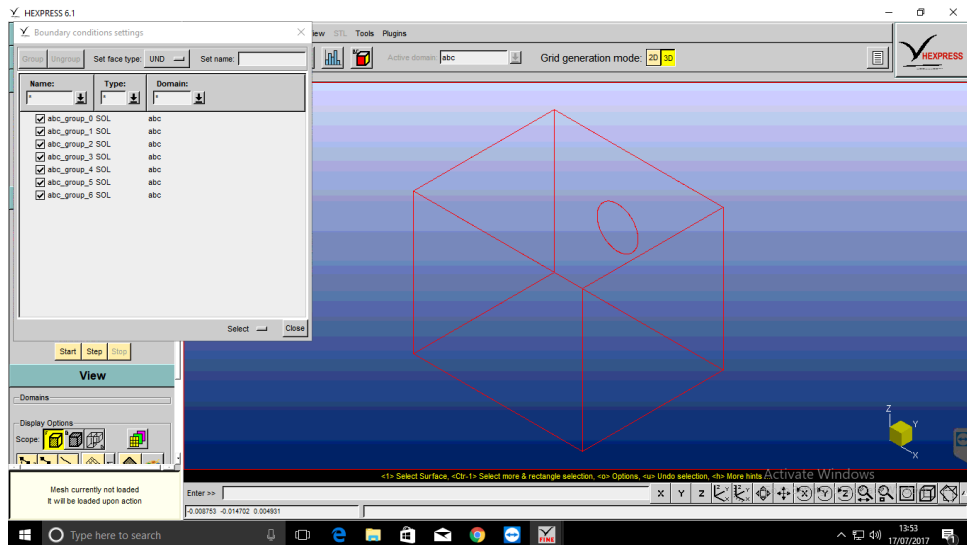 HEXPRESS 6.1
Boundary conditions settings
iew STL Tools Plugins
Group Ungroup Set face type: UND Set name:
Active domain: abc Grid generation mode: 2D 3D
HEXPRESS
Name: Type: Domain:
* * *
abc_group_0 SOL abc
abc_group_1 SOL abc
abc_group_2 SOL abc
abc_group_3 SOL abc
abc_group_4 SOL abc
abc_group_5 SOL abc
abc_group_6 SOL abc
Select Close
Start Step Stop
View
Domains
Display Options
Scope:
Z
Y
X
<1> Select Surface, <Ctr-1> Select more & rectangle selection, <o> Options, <u> Undo selection, <h> More hints ...
Activate Windows
Mesh currently not loaded
It will be loaded upon action
Enter >>
X Y Z
-0.008753 -0.014702 0.004931
Type here to search
FINE
13:53
17/07/2017